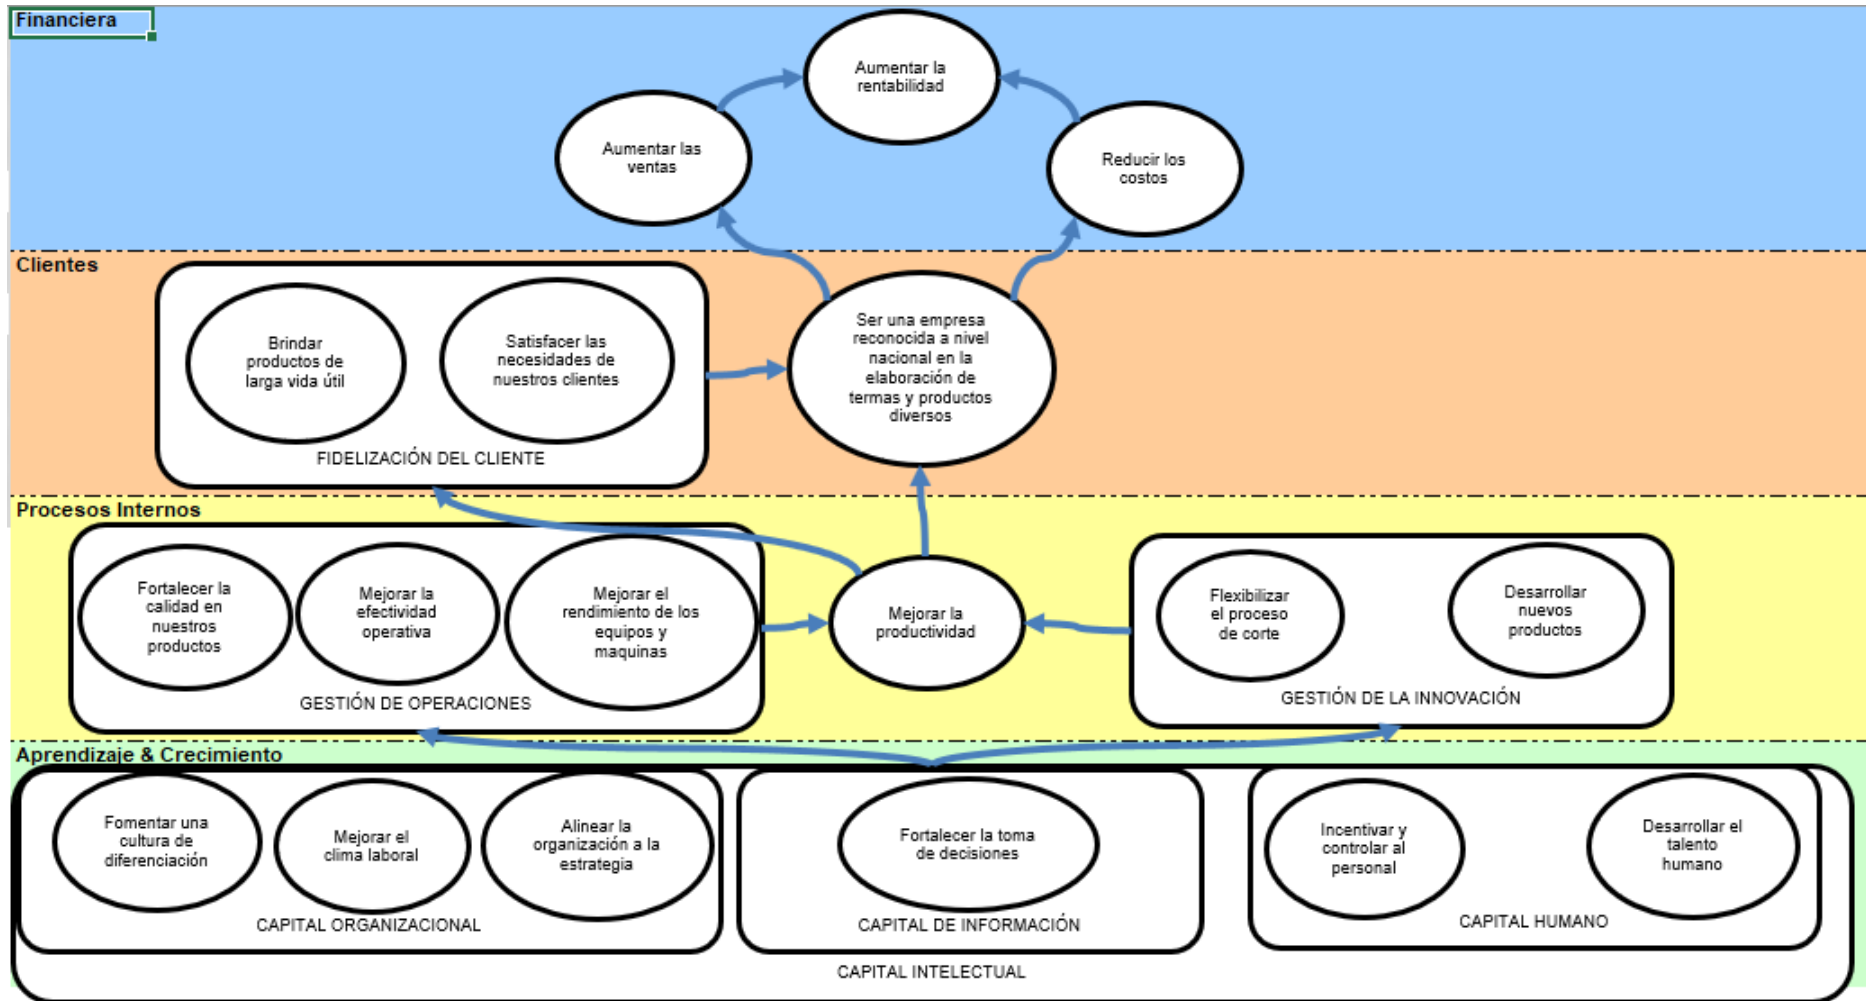 Financiera
Aumentar la
rentabilidad
Aumentar las
ventas
Reducir los
costos
Clientes
Brindar
productos de
larga vida útil
Satisfacer las
necesidades de
nuestros clientes
FIDELIZACIÓN DEL CLIENTE
Ser una empresa
reconocida a nivel
nacional en la
elaboración de
termas y productos
diversos
Procesos Internos
Fortalecer la
calidad en
nuestros
productos
Mejorar la
efectividad
operativa
Mejorar el
rendimiento de los
equipos y
maquinas
GESTIÓN DE OPERACIONES
Mejorar la
productividad
Flexibilizar
el proceso
de corte
Desarrollar
nuevos
productos
GESTIÓN DE LA INNOVACIÓN
Aprendizaje & Crecimiento
Fomentar una
cultura de
diferenciación
Mejorar el
clima laboral
Alinear la
organización a la
estrategia
CAPITAL ORGANIZACIONAL
Fortalecer la toma
de decisiones
CAPITAL DE INFORMACIÓN
Incentivar y
controlar al
personal
Desarrollar el
talento
humano
CAPITAL HUMANO
CAPITAL INTELECTUAL